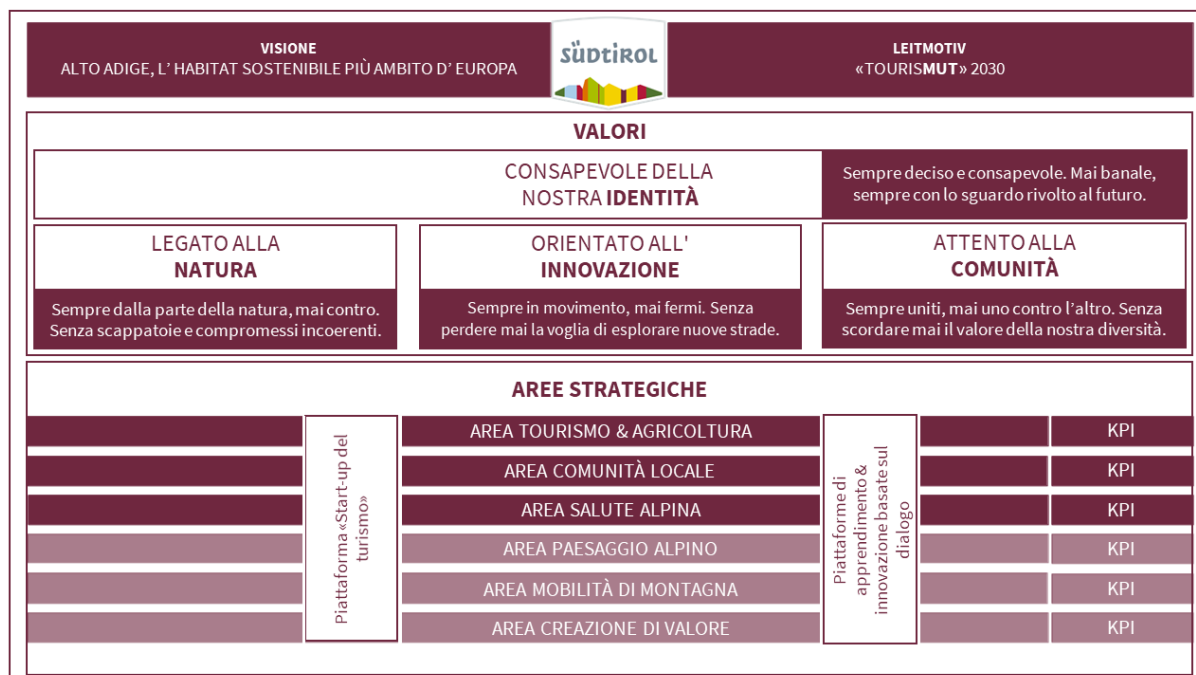 VISIONE
ALTO ADIGE, L' HABITAT SOSTENIBILE PIÙ AMBITO D' EUROPA
SÜDTIROL
LEITMOTIV
«TOURISMUT» 2030
VALORI
CONSAPEVOLE DELLA
NOSTRA IDENTITÀ
Sempre deciso e consapevole. Mai banale,
sempre con lo sguardo rivolto al futuro.
LEGATO ALLA
NATURA
Sempre dalla parte della natura, mai contro.
Senza scappatoie e compromessi incoerenti.
ORIENTATO ALL'
INNOVAZIONE
Sempre in movimento, mai fermi. Senza
perdere mai la voglia di esplorare nuove strade.
ATTENTO ALLA
COMUNITÀ
Sempre uniti, mai uno contro l'altro. Senza
scordare mai il valore della nostra diversità.
AREE STRATEGICHE
Piattaforma «Start-up del
turismo»
AREA TOURISMO & AGRICOLTURA
AREA COMUNITÀ LOCALE
AREA SALUTE ALPINA
AREA PAESAGGIO ALPINO
AREA MOBILITÀ DI MONTAGNA
AREA CREAZIONE DI VALORE
Piattaforme di
apprendimento &
innovazione basate sul
dialogo
KPI
KPI
KPI
KPI
KPI
KPI